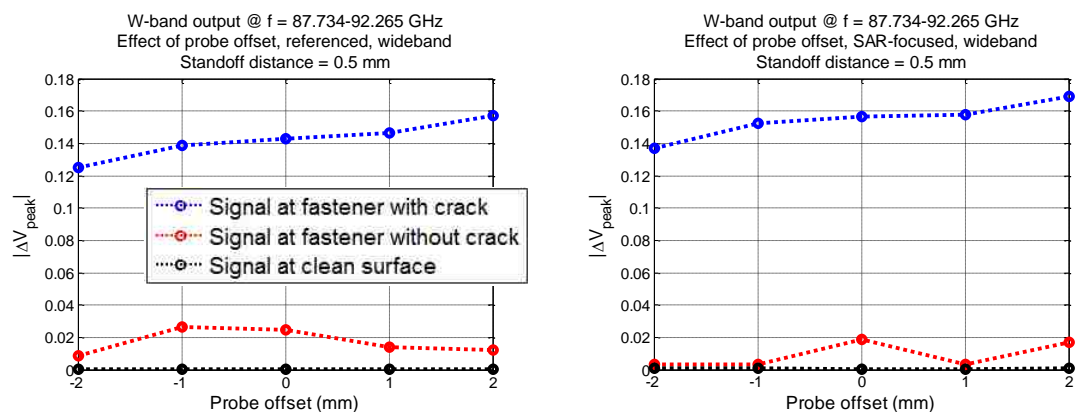 W-band output @ f = 87.734-92.265 GHz
Effect of probe offset, referenced, wideband
Standoff distance = 0.5 mm
0.18
0.16
0.14
0.12
0.1
0.08
0.06
0.04
0.02
0
|ΔVpeak|
Signal at fastener with crack
Signal at fastener without crack
Signal at clean surface
-2 -1 0 1 2
Probe offset (mm)
W-band output @ f = 87.734-92.265 GHz
Effect of probe offset, SAR-focused, wideband
Standoff distance = 0.5 mm
0.18
0.16
0.14
0.12
0.1
0.08
0.06
0.04
0.02
0
|ΔVpeak|
-2 -1 0 1 2
Probe offset (mm)